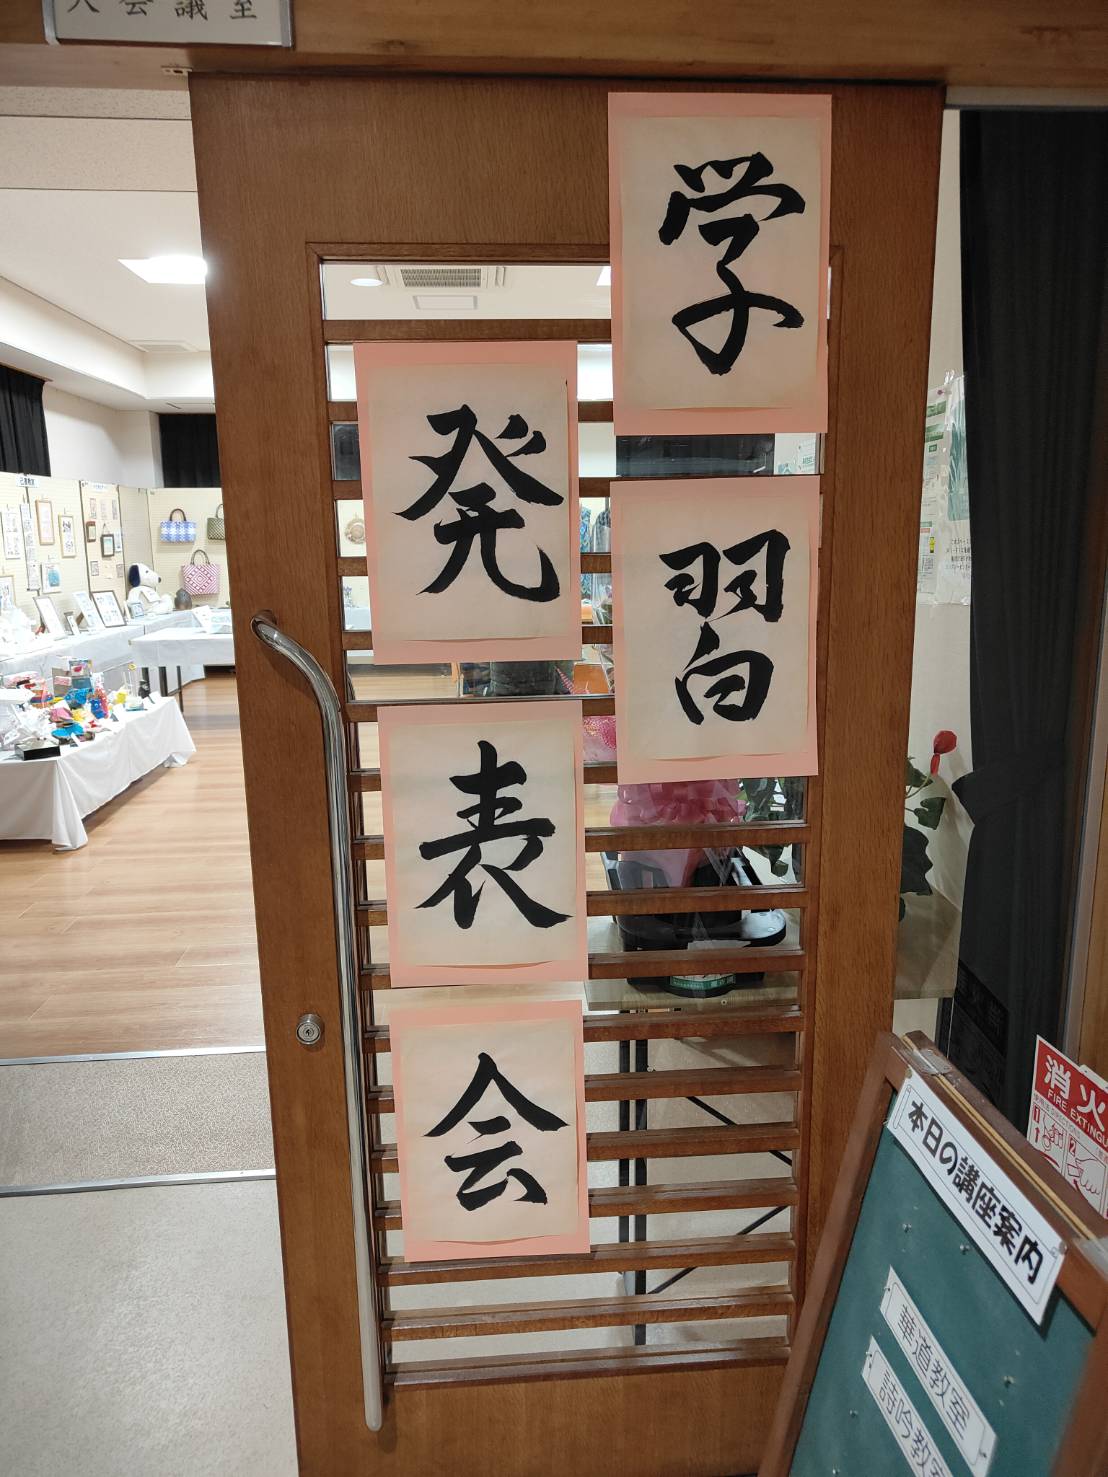 会議室
学習
発表会
消火
FIRE EXTINGU
本日の講座案内
華道教室
詩吟教室